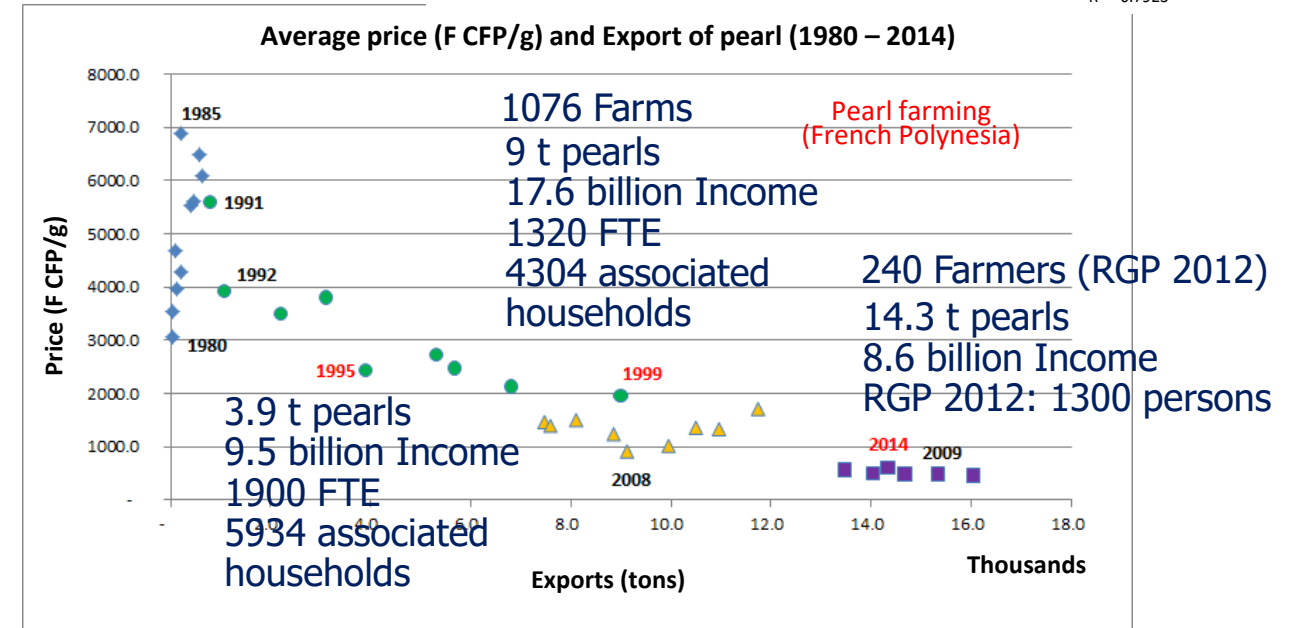 Average price (F CFP/g) and Export of pearl (1980 – 2014)
8000.0
7000.0
6000.0
5000.0
4000.0
3000.0
2000.0
1000.0
-
Price (F CFP/g)
1985
1991
1992
1980
1995
1999
2008
2014
2009
1076 Farms
9 t pearls
17.6 billion Income
1320 FTE
4304 associated
households
Pearl farming
(French Polynesia)
240 Farmers (RGP 2012)
14.3 t pearls
8.6 billion Income
RGP 2012: 1300 persons
3.9 t pearls
9.5 billion Income
1900 FTE
5934 associated
households
- 2.0 4.0 6.0 8.0 10.0 12.0 14.0 16.0 18.0
Exports (tons)
Thousands